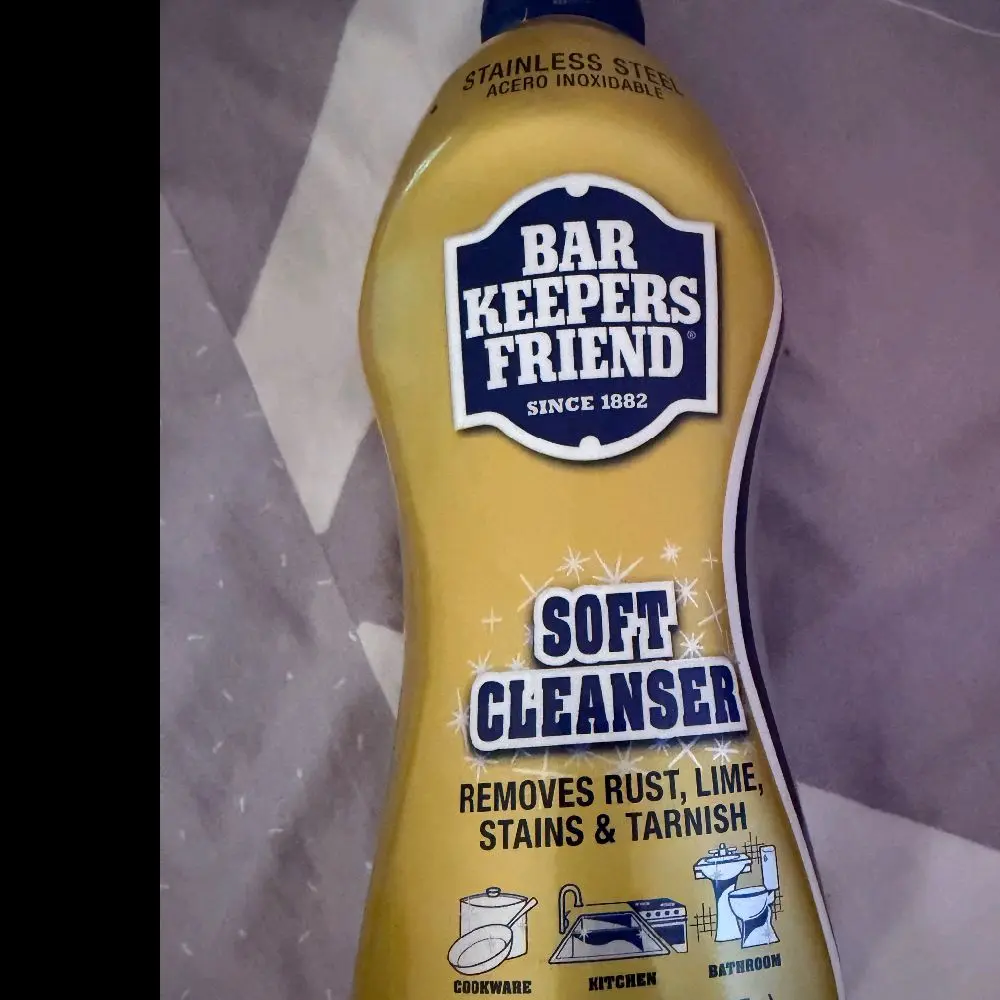 STAINLESS STEEL
ACERO INOXIDABLE
BAR
KEEPERS
FRIEND®
SINCE 1882
SOFT
CLEANSER
REMOVES RUST, LIME,
STAINS & TARNISH
COOKWARE KITCHEN BATHROOM